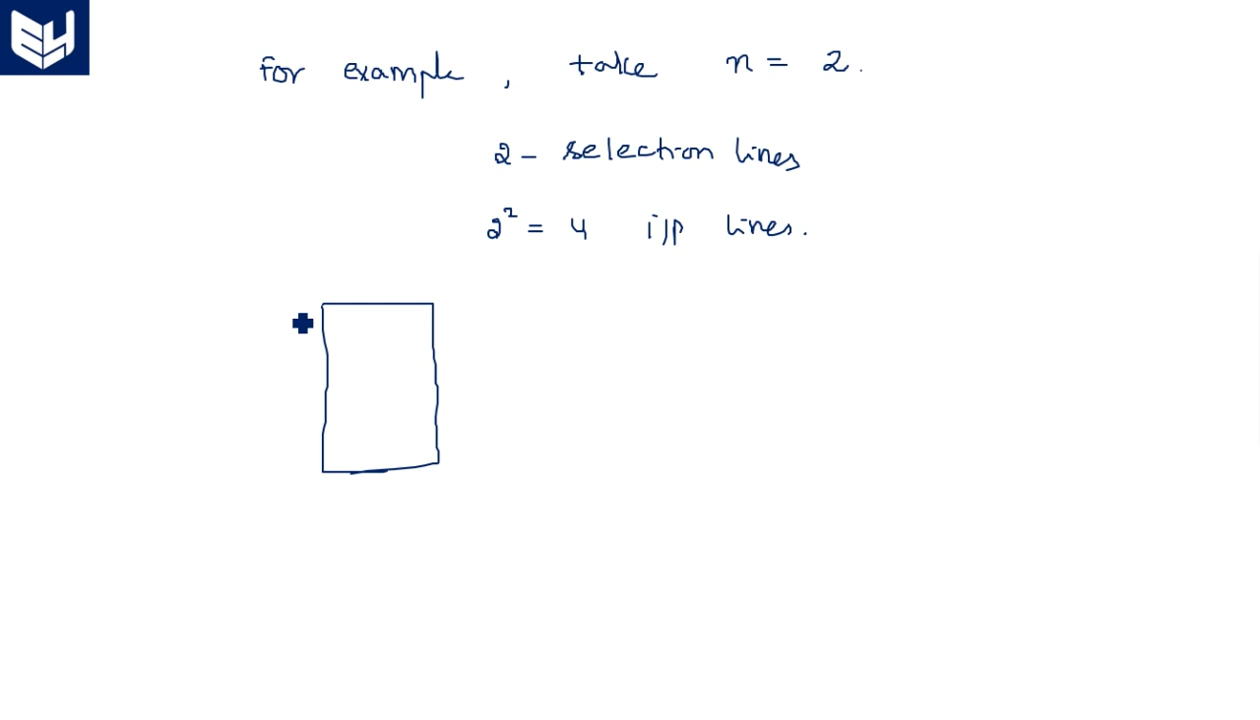 for example, take n = 2.
2 - selection lines
2² = 4 i/p lines.